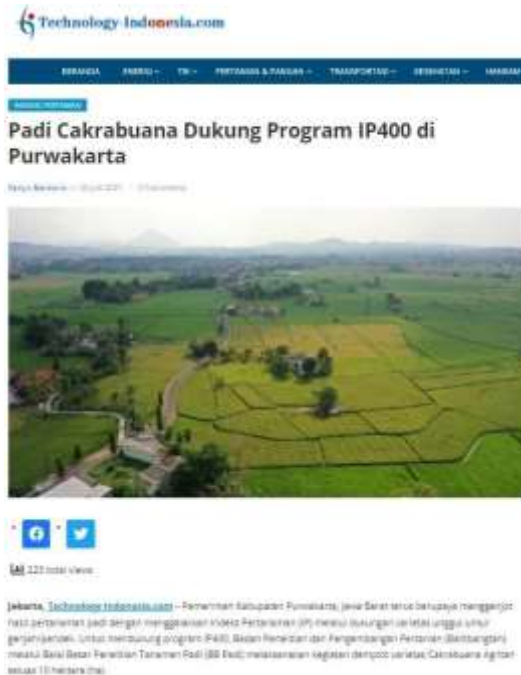 Technology-Indonesia.com
BERANDA ENERGI TIK PERTANIAN & PANGAN TRANSPORTASI KESEHATAN HANKAM
Padi Cakrabuana Dukung Program IP400 di
Purwakarta
223 total views
Jakarta, Technology-Indonesia.com – Pemerintah Kabupaten Purwakarta, Jawa Barat terus berupaya menggenjot
hasil pertanaman padi dengan menggalakkan Indeks Pertanaman (IP) melalui dukungan varietas unggul umur
genjah/pendek. Untuk mendukung program IP400, Badan Penelitian dan Pengembangan Pertanian (Balitbangtan)
melalui Balai Besar Penelitian Tanaman Padi (BB Padi) melaksanakan kegiatan demplot varietas Cakrabuana Agritan
seluas 10 hektare (ha).